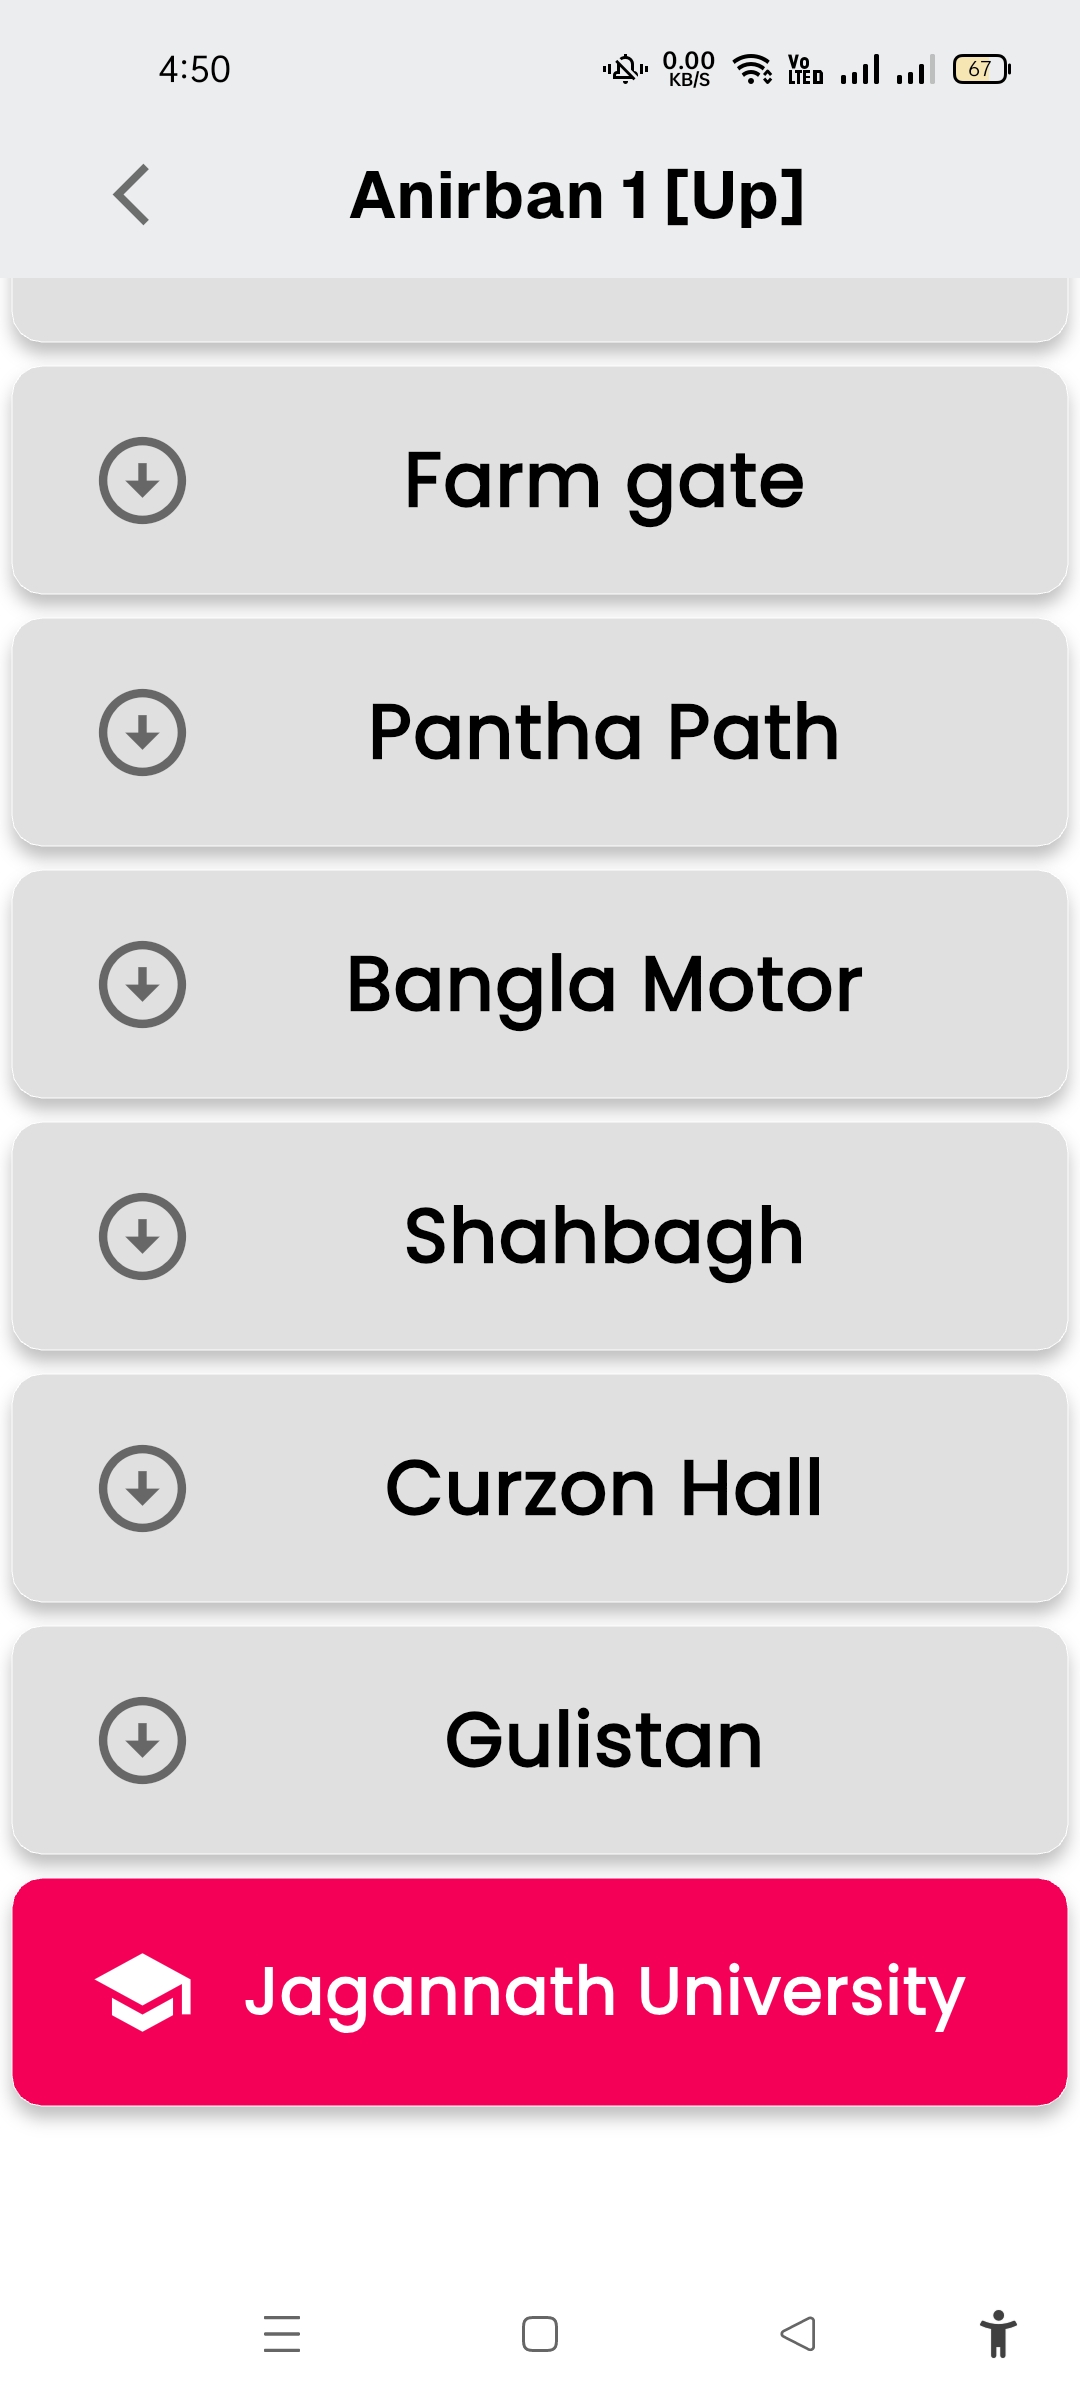 4:50
0.00
KB/S
Vo
LTE
67
Anirban 1 [Up]
Farm gate
Pantha Path
Bangla Motor
Shahbagh
Curzon Hall
Gulistan
Jagannath University